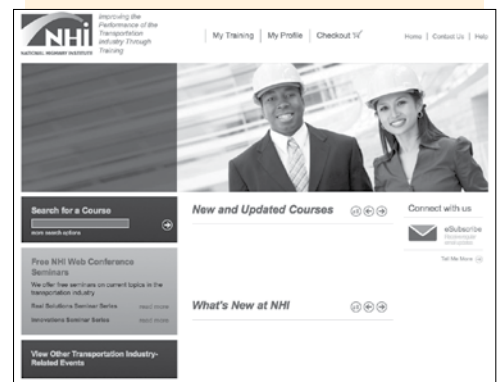 NHI
NATIONAL HIGHWAY INSTITUTE
Improving the
Performance of the
Transportation
Industry Through
Training
My Training | My Profile | Checkout
Home | Contact Us | Help
Search for a Course
more search options
New and Updated Courses
Connect with us
eSubscribe
Tell Me More
Free NHI Web Conference
Seminars
We offer free seminars on current topics in the
transportation industry
Real Solutions Seminar Series read more
Innovations Seminar Series read more
What's New at NHI
View Other Transportation Industry-
Related Events